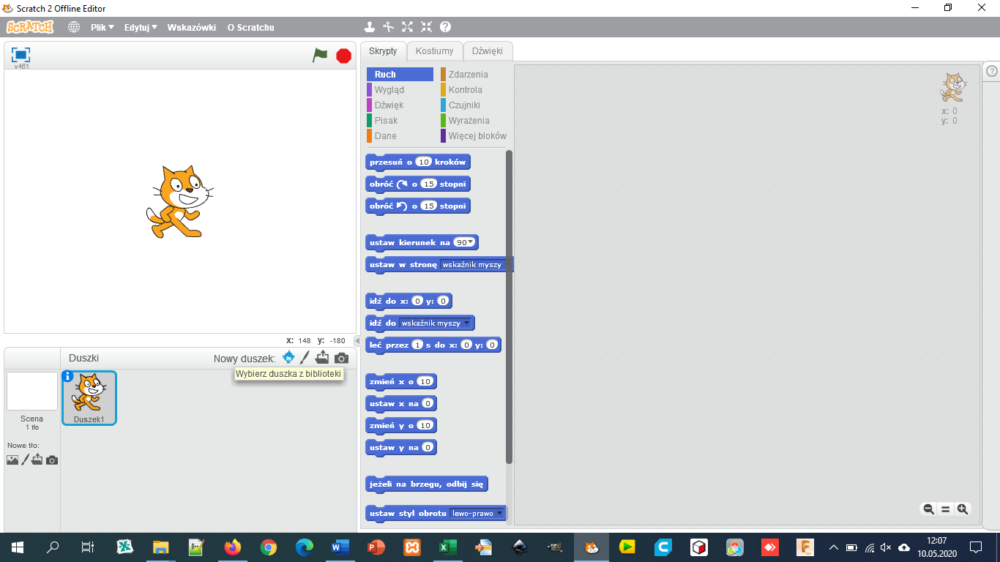 Scratch 2 Offline Editor
SCRATCH Plik Edytuj Wskazówki O Scratchu
v461
Skrypty Kostiumy Dźwięki
Ruch Zdarzenia
Wygląd Kontrola
Dźwięk Czujniki
Pisak Wyrażenia
Dane Więcej bloków
przesuń o 10 kroków
obróć o 15 stopni
obróć o 15 stopni
ustaw kierunek na 90
ustaw w stronę wskaźnik myszy
idź do x: 0 y: 0
idź do wskaźnik myszy
leć przez 1 s do x: 0 y: 0
zmień x o 10
ustaw x na 0
zmień y o 10
ustaw y na 0
jeżeli na brzegu, odbij się
ustaw styl obrotu lewo-prawo
x: 0
y: 0
x: 148 y: -180
Duszki Nowy duszek:
Wybierz duszka z biblioteki
Duszek1
Scena
1 tło
Nowe tło:
12:07
10.05.2020